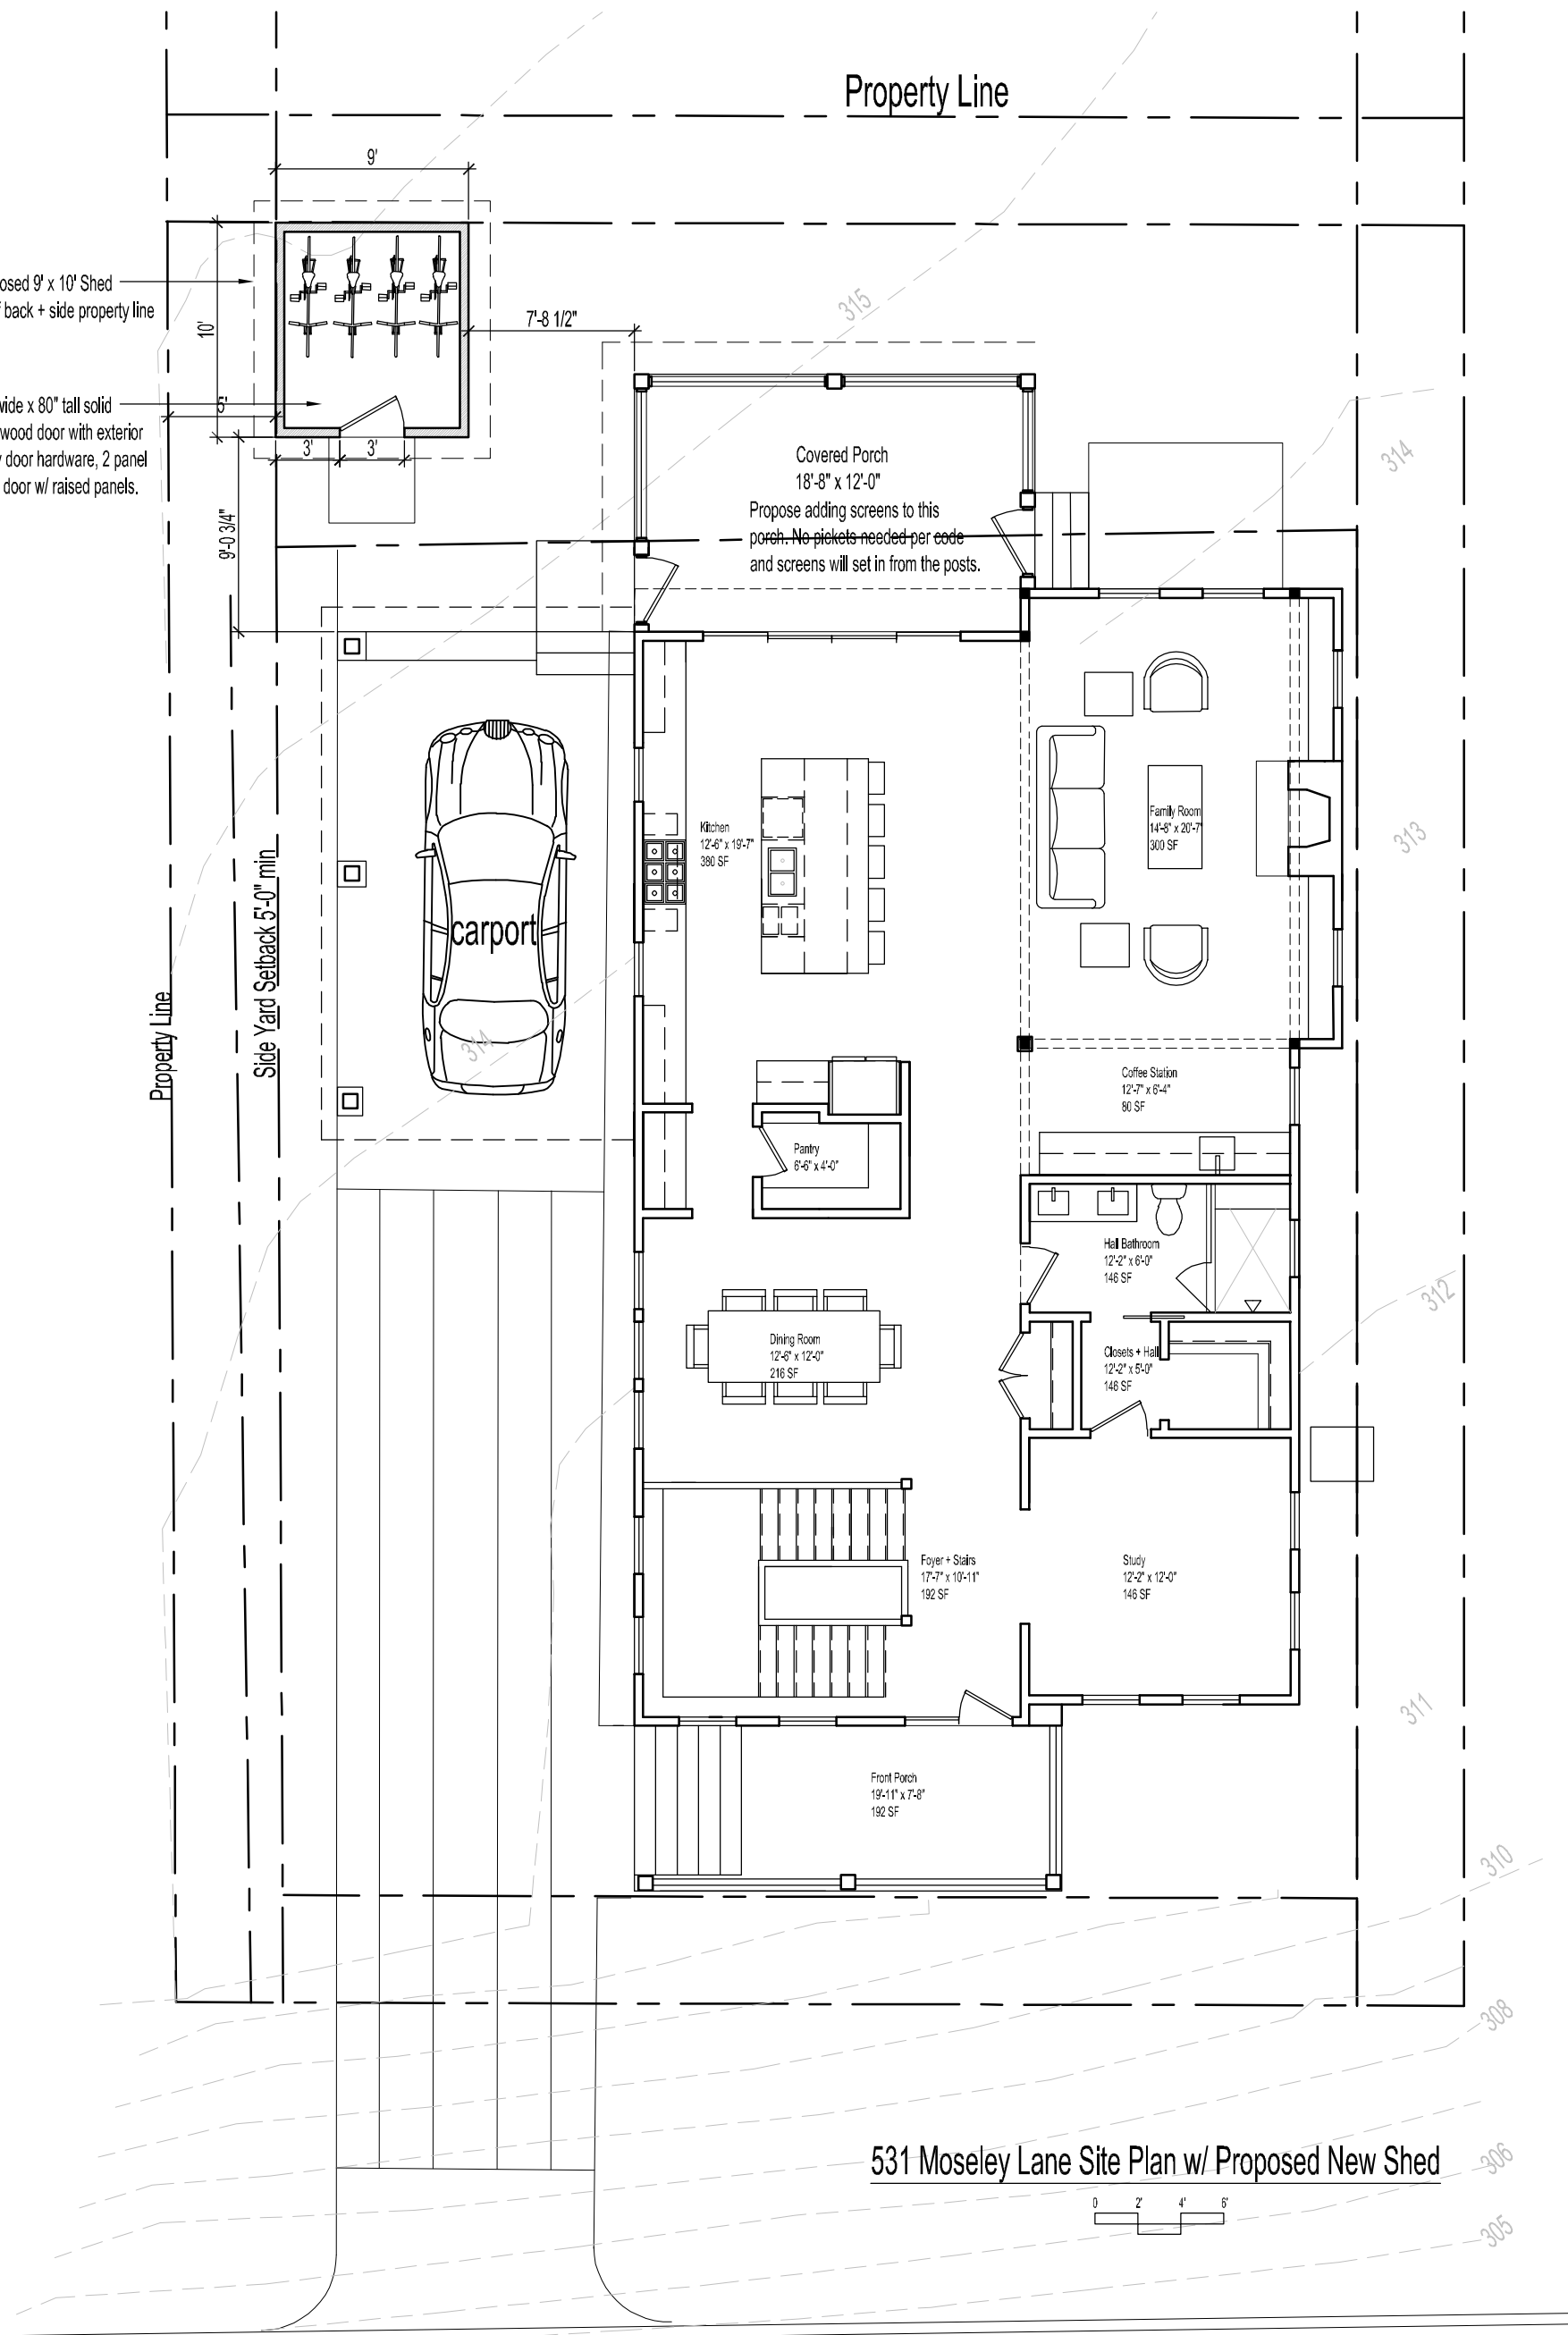 Property Line
9'
osed 9' x 10' Shed
back + side property line
10'
7'-8 1/2"
315
5'
wide x 80" tall solid
wood door with exterior
door hardware, 2 panel
door w/ raised panels.
3'
3'
9'-0 3/4"
Covered Porch
18'-8" x 12'-0"
Propose adding screens to this
porch. No pickets needed per code
and screens will set in from the posts.
314
Kitchen
12'-6" x 19'-7"
380 SF
Family Room
14'-8" x 20'-7"
300 SF
313
carport
Property Line
Side Yard Setback 5'-0" min
314
Coffee Station
12'-7" x 6'-4"
80 SF
Pantry
6'-6" x 4'-0"
Hall Bathroom
12'-2" x 6'-0"
146 SF
312
Dining Room
12'-6" x 12'-0"
216 SF
Closets + Hall
12'-2" x 5'-0"
146 SF
Foyer + Stairs
17'-7" x 10'-11"
192 SF
Study
12'-2" x 12'-0"
146 SF
311
Front Porch
19'-11" x 7'-8"
192 SF
310
308
531 Moseley Lane Site Plan w/ Proposed New Shed
306
0 2' 4' 6'
305